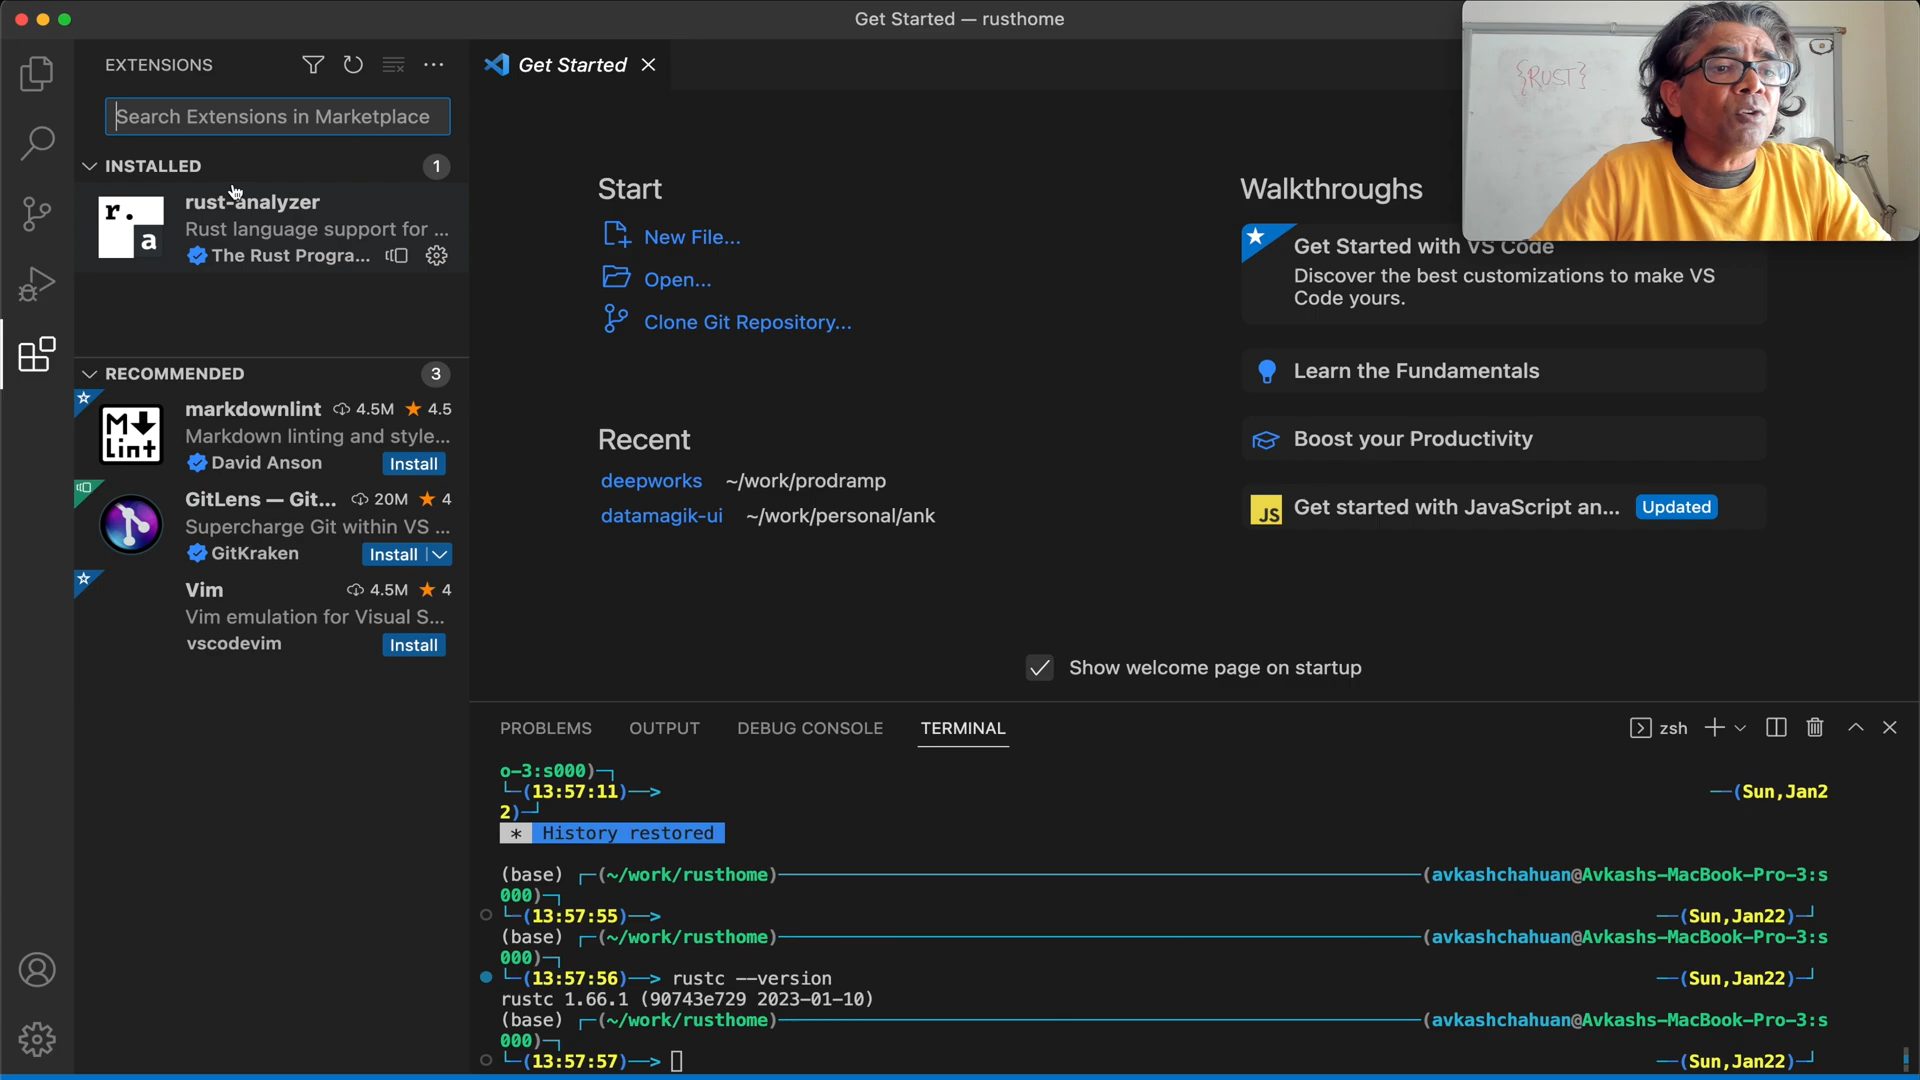 Get Started — rusthome
EXTENSIONS
Search Extensions in Marketplace
INSTALLED
1
r.
a
rust-analyzer
Rust language support for ...
The Rust Progra...
RECOMMENDED
3
M
lint
markdownlint
4.5M
4.5
Markdown linting and style...
David Anson
Install
GitLens — Git...
20M
4
Supercharge Git within VS ...
GitKraken
Install
Vim
4.5M
4
Vim emulation for Visual S...
vscodevim
Install
Get Started
Start
New File...
Open...
Clone Git Repository...
Recent
deepworks ~/work/prodramp
datamagik-ui ~/work/personal/ank
Walkthroughs
Get Started with VS Code
Discover the best customizations to make VS
Code yours.
Learn the Fundamentals
Boost your Productivity
JS
Get started with JavaScript an...
Updated
Show welcome page on startup
{RUST}
PROBLEMS
OUTPUT
DEBUG CONSOLE
TERMINAL
zsh
o-3:s000)─┐
└─(13:57:11)──> ──(Sun,Jan2
2)─┘
* History restored
(base) ┌─(~/work/rusthome)──(avkashchahuan@Avkashs-MacBook-Pro-3:s
000)─┐
└─(13:57:55)──> ──(Sun,Jan22)─┘
(base) ┌─(~/work/rusthome)──(avkashchahuan@Avkashs-MacBook-Pro-3:s
000)─┐
└─(13:57:56)──> rustc --version ──(Sun,Jan22)─┘
rustc 1.66.1 (90743e729 2023-01-10)
(base) ┌─(~/work/rusthome)──(avkashchahuan@Avkashs-MacBook-Pro-3:s
000)─┐
└─(13:57:57)──> ──(Sun,Jan22)─┘